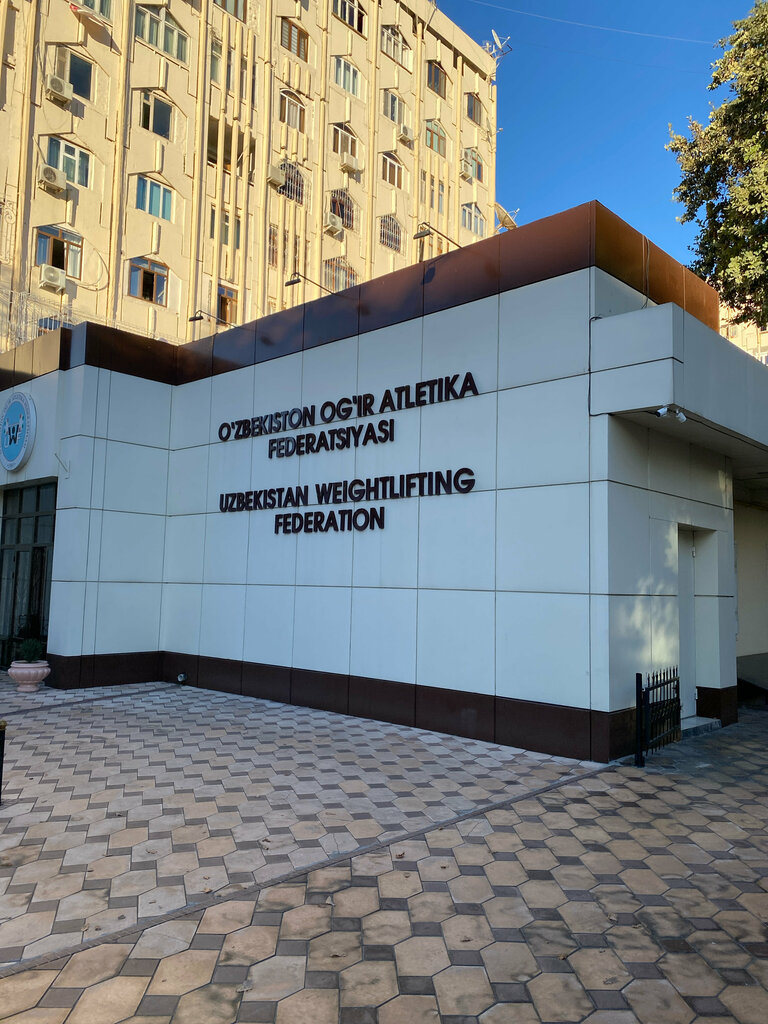 O'ZBEKISTON OG'IR ATLETIKA
FEDERATSIYASI
UZBEKISTAN WEIGHTLIFTING
FEDERATION
W